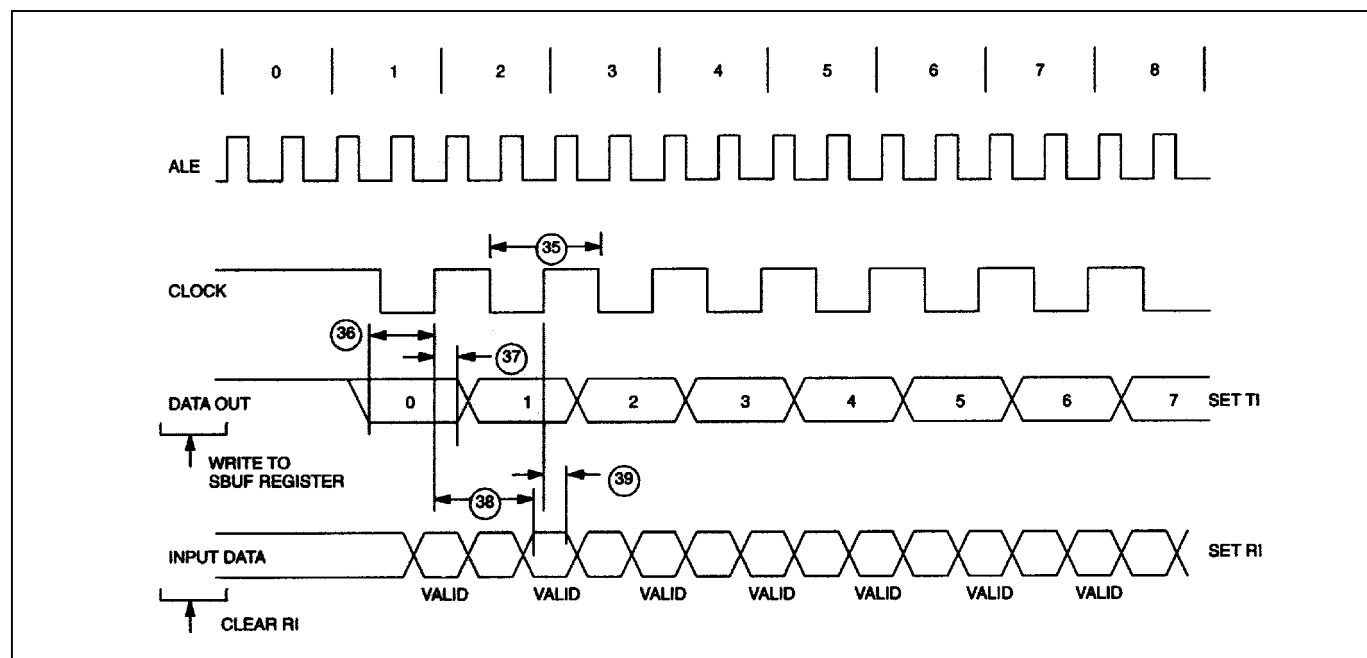 0 1 2 3 4 5 6 7 8
ALE
35
CLOCK
36
37
DATA OUT 0 1 2 3 4 5 6 7 SET TI
WRITE TO
SBUF REGISTER
39
38
INPUT DATA SET RI
VALID VALID VALID VALID VALID VALID VALID
CLEAR RI